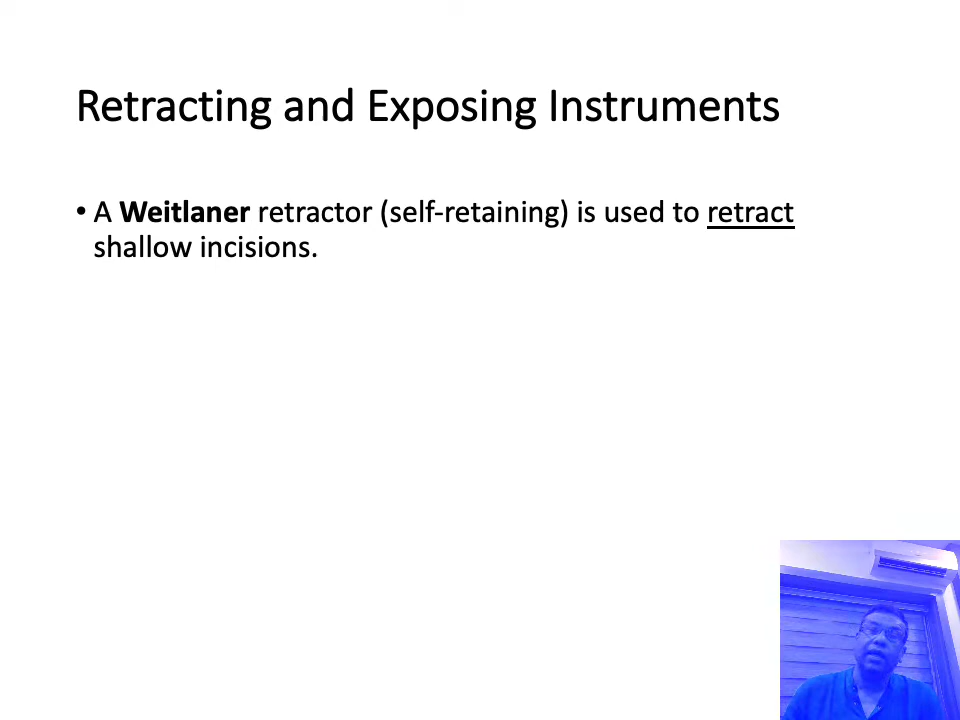 Retracting and Exposing Instruments
• A Weitlaner retractor (self-retaining) is used to retract
shallow incisions.